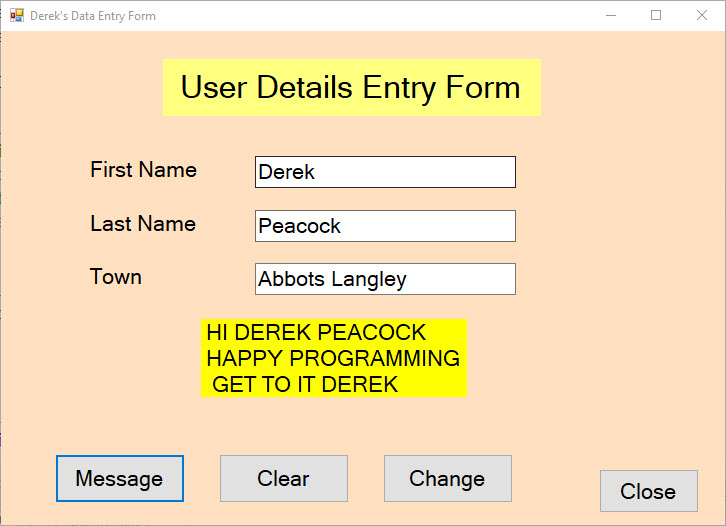 Derek's Data Entry Form
User Details Entry Form
First Name
Derek
Last Name
Peacock
Town
Abbots Langley
HI DEREK PEACOCK
HAPPY PROGRAMMING
GET TO IT DEREK
Message
Clear
Change
Close